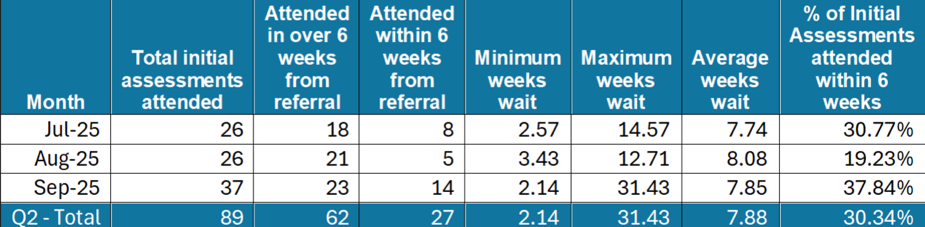 Month Total initial assessments attended Attended in over 6 weeks from referral Attended within 6 weeks from referral Minimum weeks wait Maximum weeks wait Average weeks wait % of Initial Assessments attended within 6 weeks
Jul-25 26 18 8 2.57 14.57 7.74 30.77%
Aug-25 26 21 5 3.43 12.71 8.08 19.23%
Sep-25 37 23 14 2.14 31.43 7.85 37.84%
Q2 - Total 89 62 27 2.14 31.43 7.88 30.34%